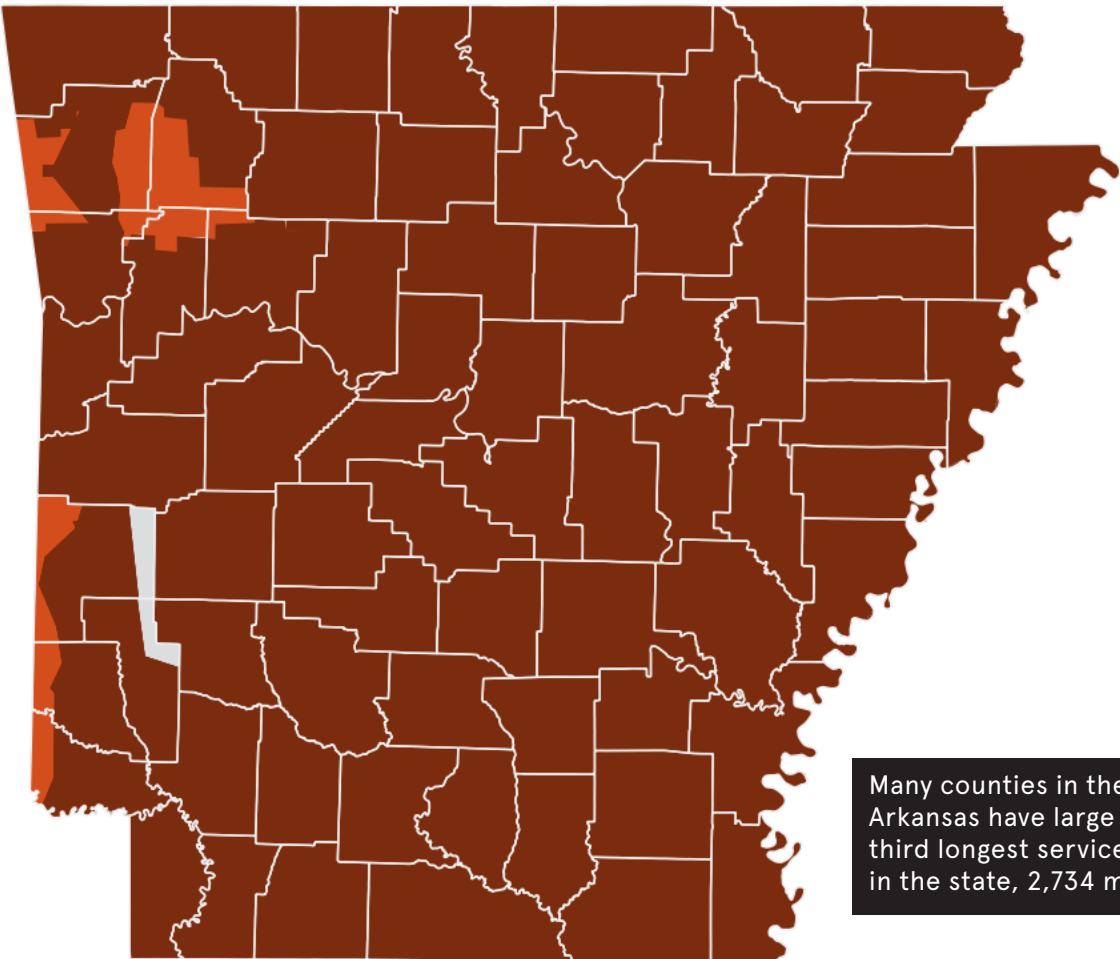 Many counties in the
Arkansas have large
third longest service
in the state, 2,734 m